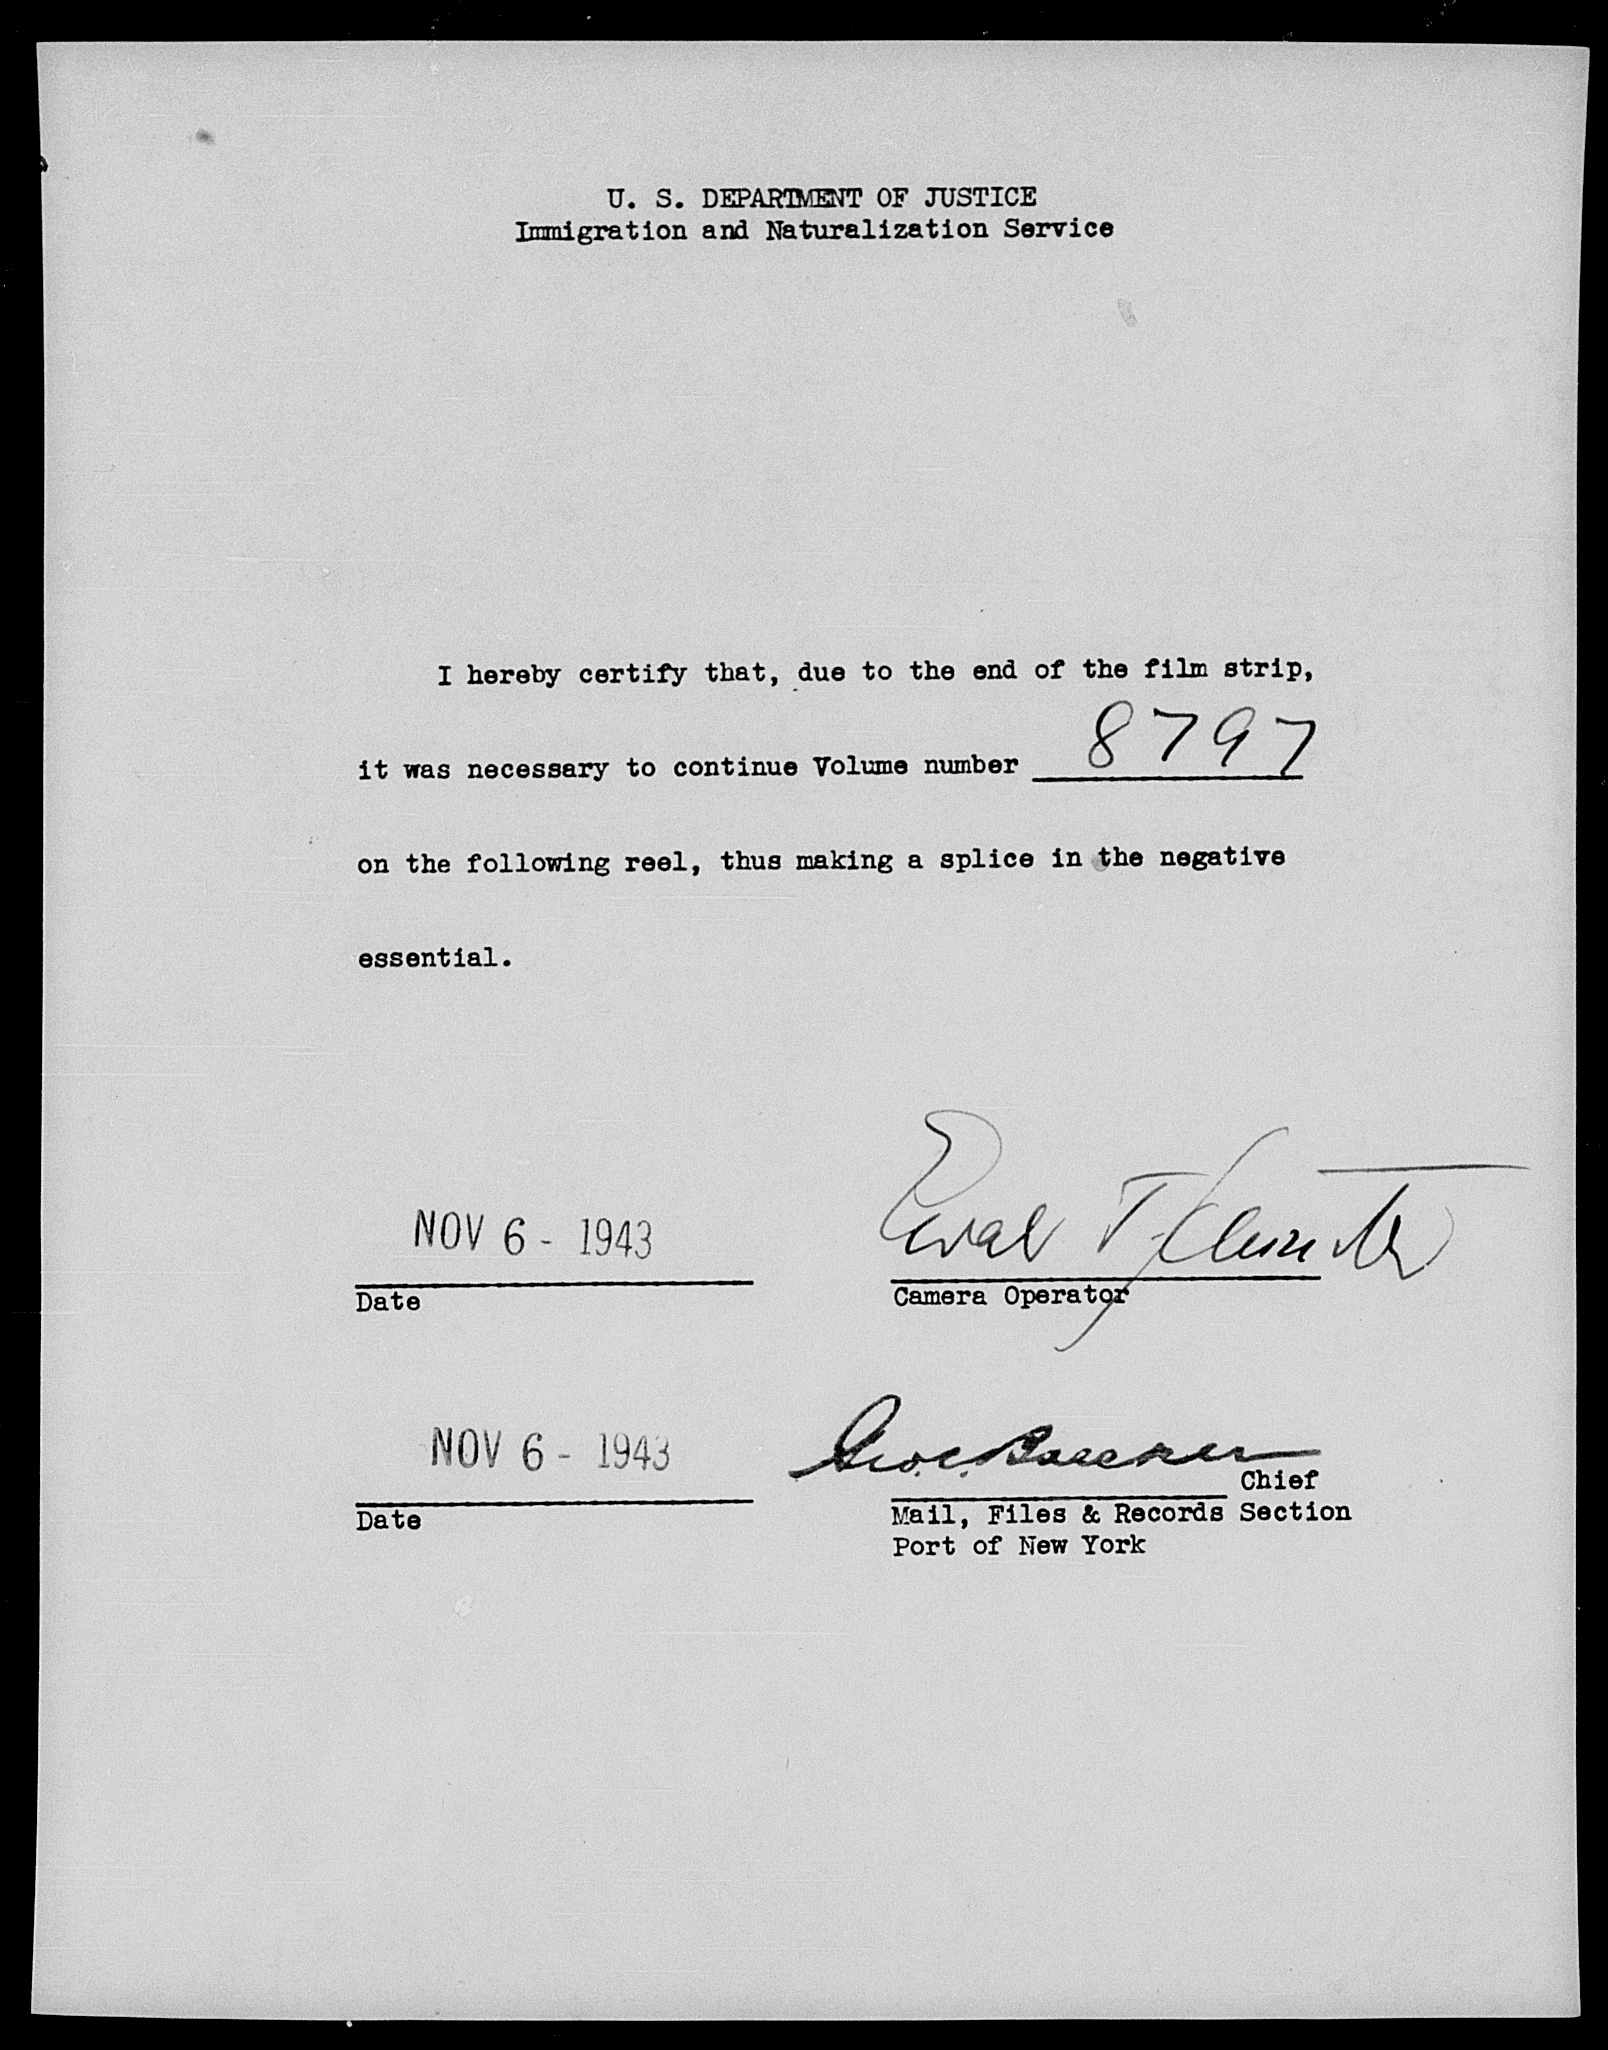 U. S. DEPARTMENT OF JUSTICE
Immigration and Naturalization Service
I hereby certify that, due to the end of the film strip,
it was necessary to continue Volume number 8797
on the following reel, thus making a splice in the negative
essential.
NOV 6 - 1943
Date
Camera Operator
NOV 6 - 1943
Date
Chief
Mail, Files & Records Section
Port of New York